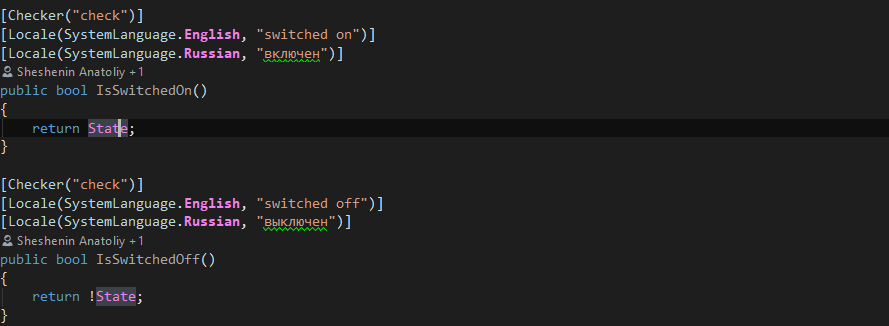 [Checker("check")]
[Locale(SystemLanguage.English, "switched on")]
[Locale(SystemLanguage.Russian, "включен")]
Sheshenin Anatoliy +1
public bool IsSwitchedOn()
{
return State;
}
[Checker("check")]
[Locale(SystemLanguage.English, "switched off")]
[Locale(SystemLanguage.Russian, "выключен")]
Sheshenin Anatoliy +1
public bool IsSwitchedOff()
{
return !State;
}